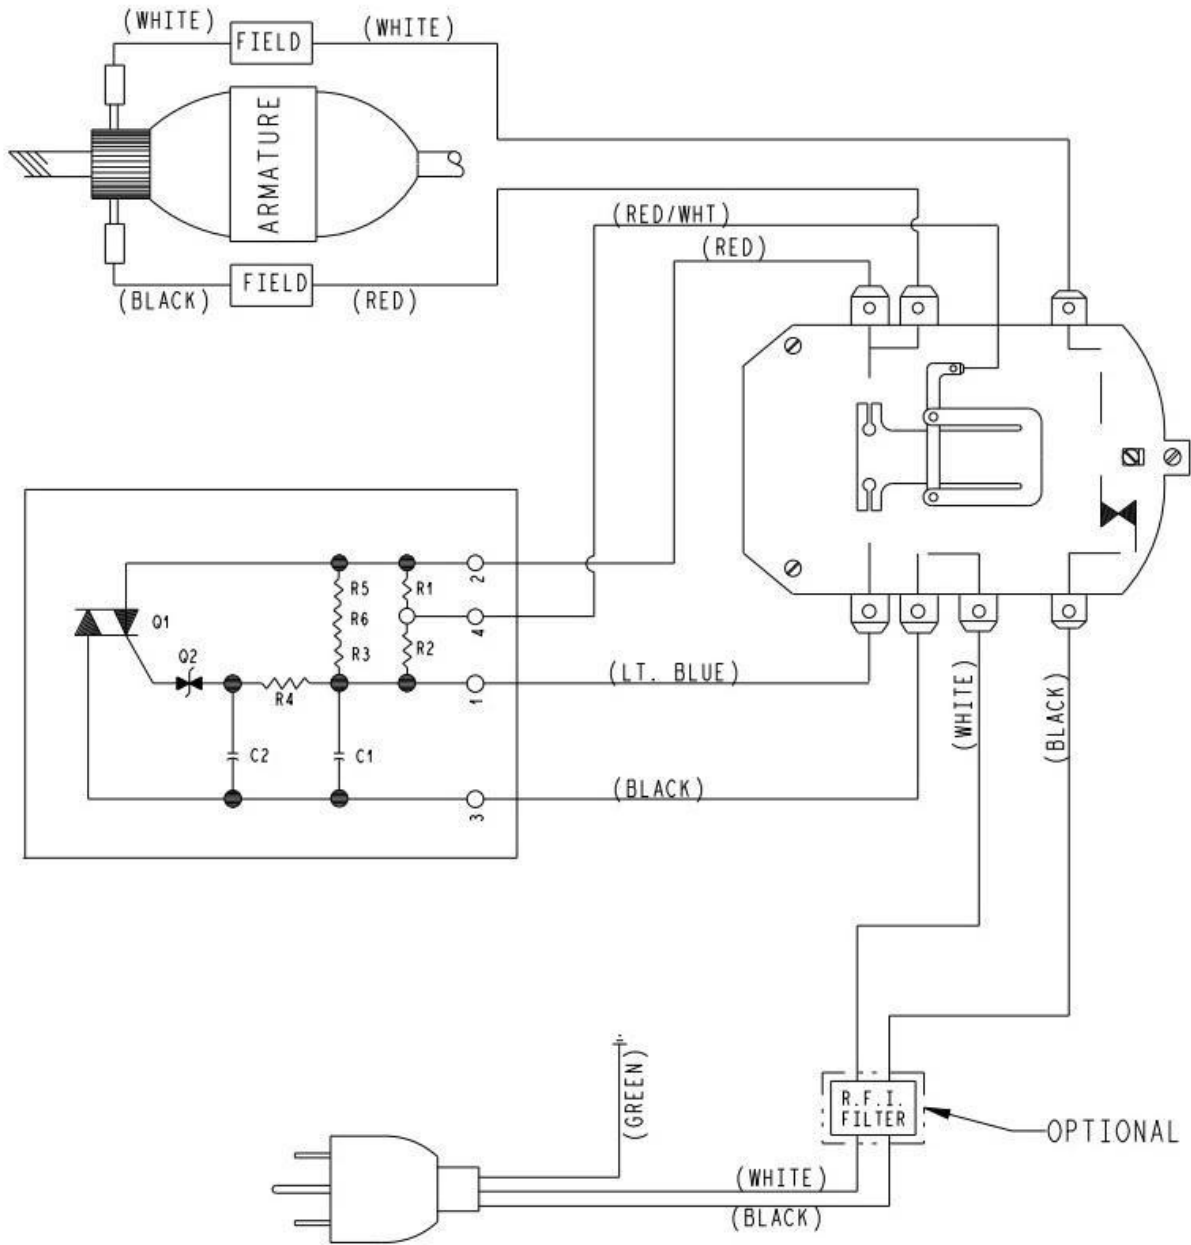 (WHITE)
(WHITE)
FIELD
ARMATURE
(RED/WHT)
(RED)
(BLACK)
FIELD
(RED)
2
R5
R1
4
R6
Q1
R3
R2
Q2
1
R4
(LT. BLUE)
(WHITE)
(BLACK)
C2
C1
3
(BLACK)
(GREEN)
R.F.I.
FILTER
OPTIONAL
(WHITE)
(BLACK)